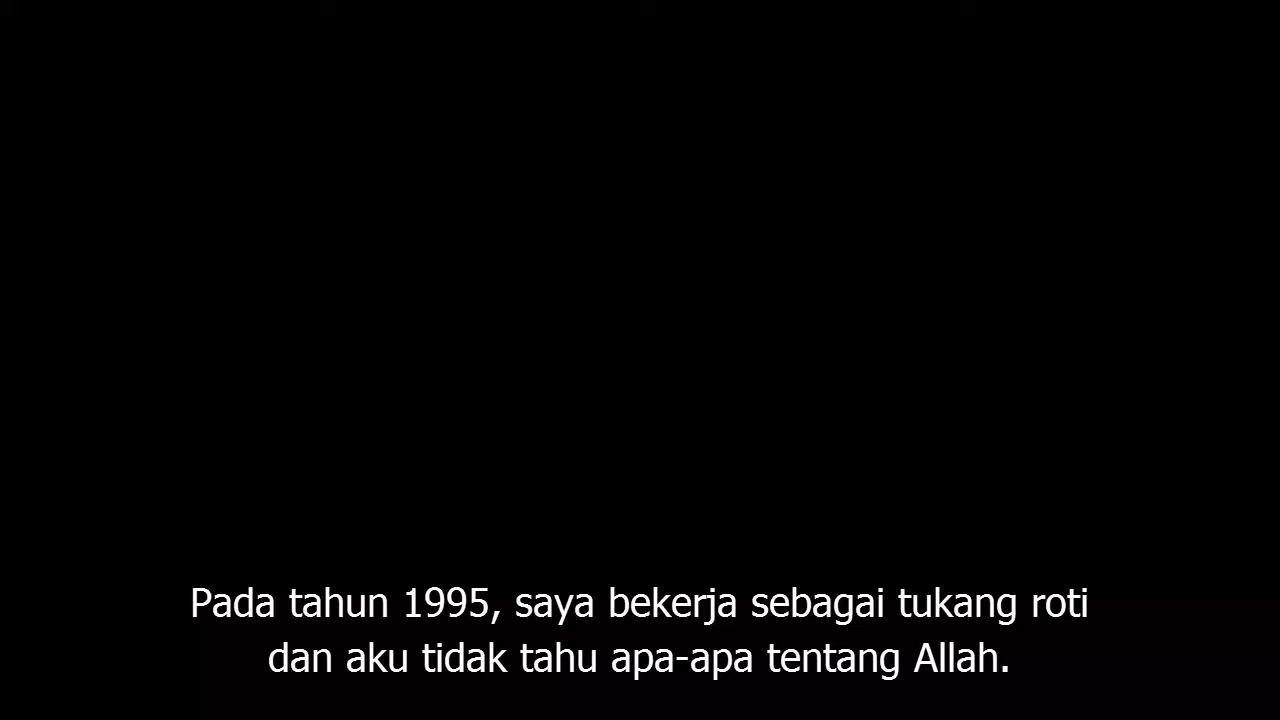 Pada tahun 1995, saya bekerja sebagai tukang roti
dan aku tidak tahu apa-apa tentang Allah.